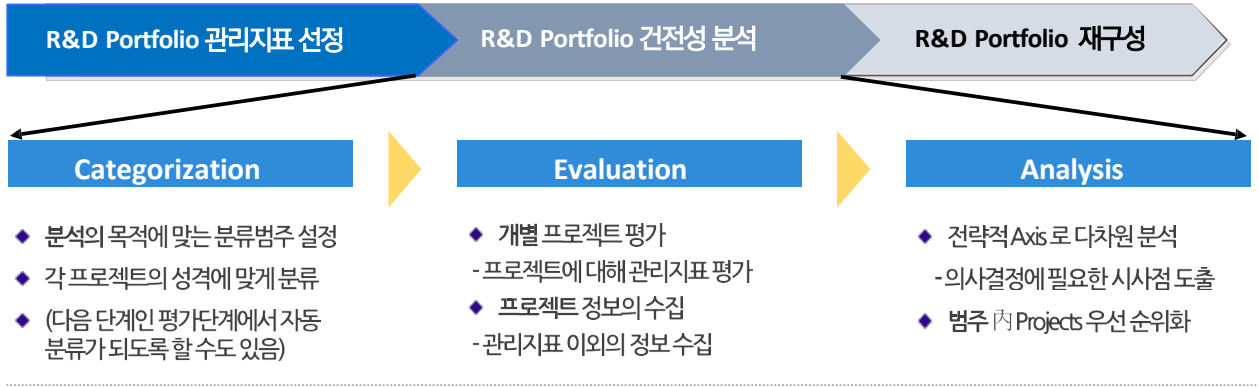 R&D Portfolio 관리지표 선정
R&D Portfolio 건전성 분석
R&D Portfolio 재구성
Categorization
◆ 분석의 목적에 맞는 분류범주 설정
◆ 각 프로젝트의 성격에 맞게 분류
◆ (다음 단계인 평가단계에서 자동
분류가 되도록 할 수도 있음)
Evaluation
◆ 개별 프로젝트 평가
- 프로젝트에 대해 관리지표 평가
◆ 프로젝트 정보의 수집
- 관리지표 이외의 정보 수집
Analysis
◆ 전략적 Axis 로 다차원 분석
- 의사결정에 필요한 시사점 도출
◆ 범주 內 Projects 우선 순위화